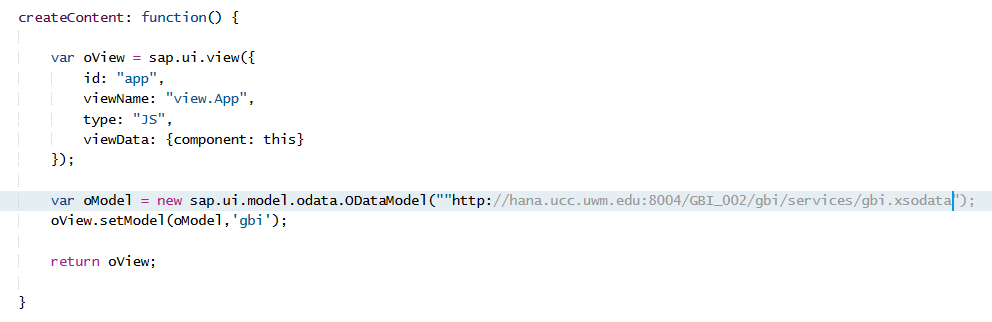 createContent: function() {
var oView = sap.ui.view({
id: "app",
viewName: "view.App",
type: "JS",
viewData: {component: this}
});
var oModel = new sap.ui.model.odata.ODataModel(""http://hana.ucc.uwm.edu:8004/GBI_002/gbi/services/gbi.xsodata");
oView.setModel(oModel,'gbi');
return oView;
}